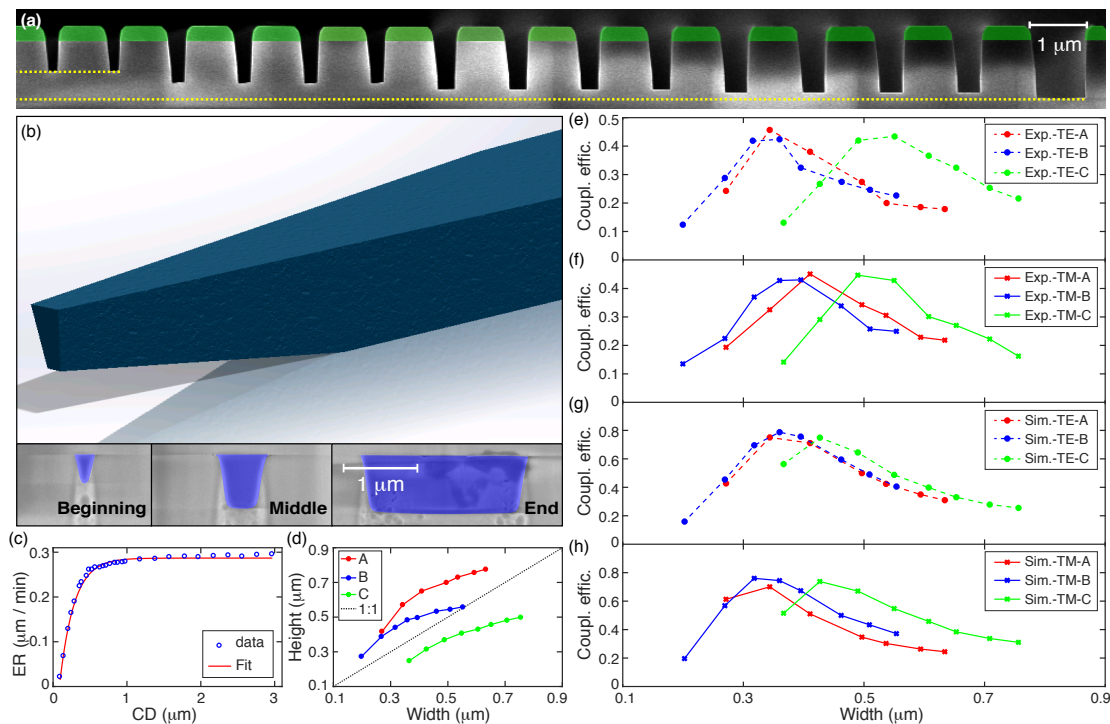 (a)
1 μm
(b)
Beginning
Middle
1 μm
End
(c)
0.3
-0.1
0
ER (μm / min)
data
Fit
0 1 2 3
CD (μm)
(d)
0.9
0.7
0.5
0.3
0.1
Height (μm)
A
B
C
1:1
0.1 0.3 0.5 0.7 0.9
Width (μm)
(e)
0.5
0.4
0.3
0.2
0.1
0
Coupl. effic.
Exp.-TE-A
Exp.-TE-B
Exp.-TE-C
(f)
0.4
0.3
0.2
0.1
0
Coupl. effic.
Exp.-TM-A
Exp.-TM-B
Exp.-TM-C
(g)
0.8
0.6
0.4
0.2
0
Coupl. effic.
Sim.-TE-A
Sim.-TE-B
Sim.-TE-C
(h)
0.8
0.6
0.4
0.2
0
Coupl. effic.
Sim.-TM-A
Sim.-TM-B
Sim.-TM-C
0.1 0.3 0.5 0.7 0.9
Width (μm)